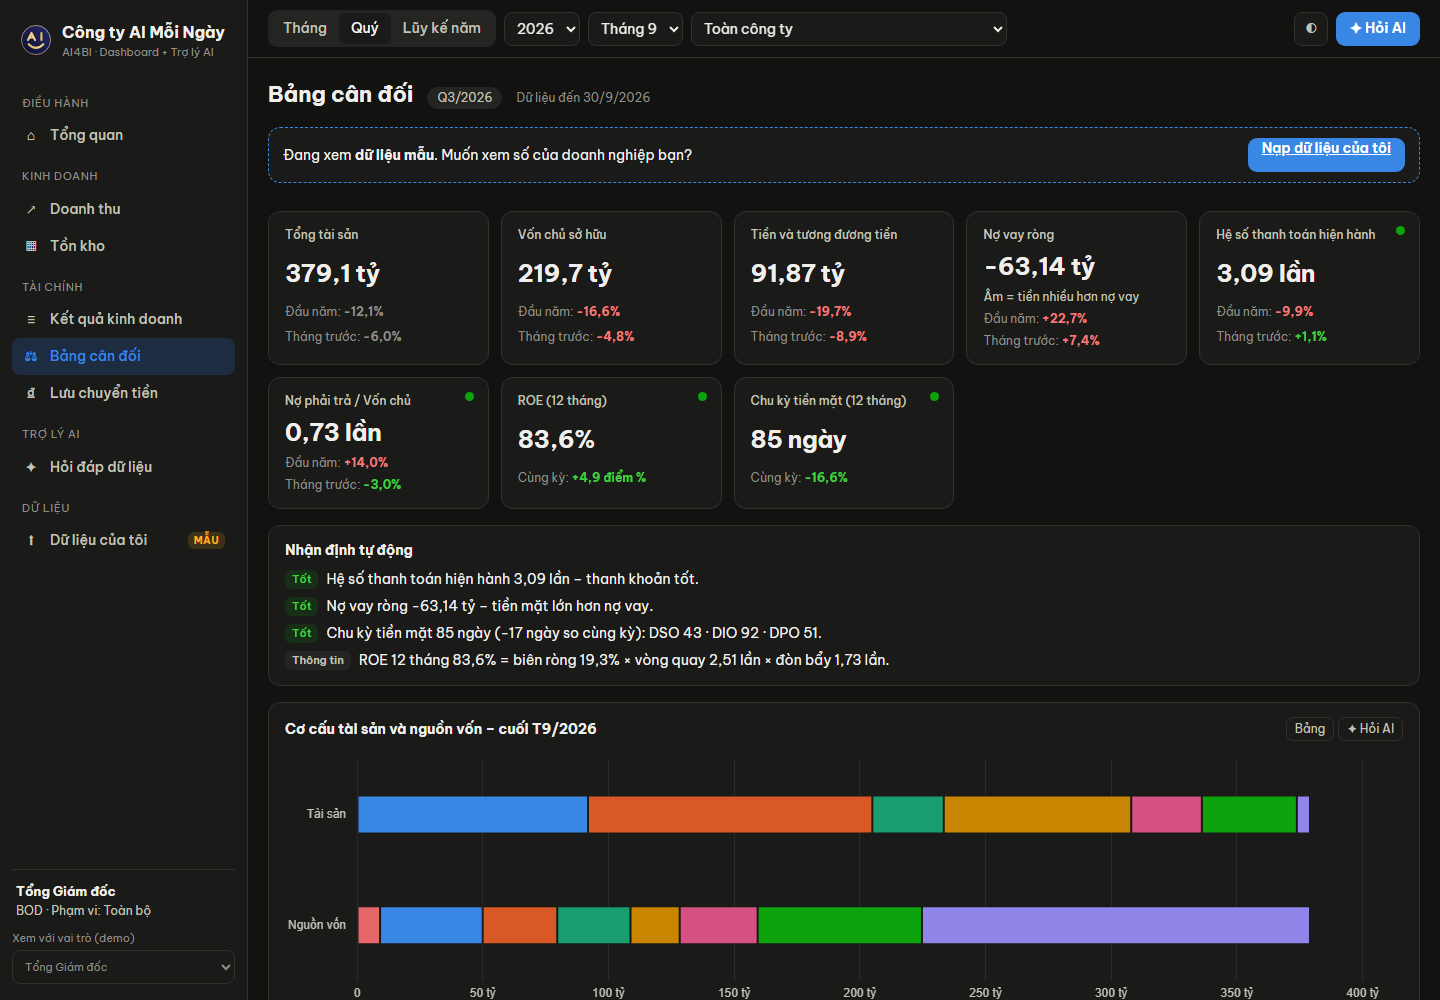 Công ty AI Mỗi Ngày
AI4BI · Dashboard + Trợ lý AI
ĐIỀU HÀNH
Tổng quan
KINH DOANH
Doanh thu
Tồn kho
TÀI CHÍNH
Kết quả kinh doanh
Bảng cân đối
Lưu chuyển tiền
TRỢ LÝ AI
Hỏi đáp dữ liệu
DỮ LIỆU
Dữ liệu của tôi MẪU
Tổng Giám đốc
BOD · Phạm vi: Toàn bộ
Xem với vai trò (demo)
Tổng Giám đốc
Tháng Quý Lũy kế năm 2026 Tháng 9 Toàn công ty ✦ Hỏi AI
Bảng cân đối Q3/2026 Dữ liệu đến 30/9/2026
Đang xem dữ liệu mẫu. Muốn xem số của doanh nghiệp bạn? Nạp dữ liệu của tôi
Tổng tài sản
379,1 tỷ
Đầu năm: -12,1%
Tháng trước: -6,0%
Vốn chủ sở hữu
219,7 tỷ
Đầu năm: -16,6%
Tháng trước: -4,8%
Tiền và tương đương tiền
91,87 tỷ
Đầu năm: -19,7%
Tháng trước: -8,9%
Nợ vay ròng
-63,14 tỷ
Âm = tiền nhiều hơn nợ vay
Đầu năm: +22,7%
Tháng trước: +7,4%
Hệ số thanh toán hiện hành
3,09 lần
Đầu năm: -9,9%
Tháng trước: +1,1%
Nợ phải trả / Vốn chủ
0,73 lần
Đầu năm: +14,0%
Tháng trước: -3,0%
ROE (12 tháng)
83,6%
Cùng kỳ: +4,9 điểm %
Chu kỳ tiền mặt (12 tháng)
85 ngày
Cùng kỳ: -16,6%
Nhận định tự động
Tốt Hệ số thanh toán hiện hành 3,09 lần – thanh khoản tốt.
Tốt Nợ vay ròng -63,14 tỷ – tiền mặt lớn hơn nợ vay.
Tốt Chu kỳ tiền mặt 85 ngày (-17 ngày so cùng kỳ): DSO 43 · DIO 92 · DPO 51.
Thông tin ROE 12 tháng 83,6% = biên ròng 19,3% × vòng quay 2,51 lần × đòn bẩy 1,73 lần.
Cơ cấu tài sản và nguồn vốn – cuối T9/2026 Bảng ✦ Hỏi AI
Tài sản
Nguồn vốn
0 50 tỷ 100 tỷ 150 tỷ 200 tỷ 250 tỷ 300 tỷ 350 tỷ 400 tỷ